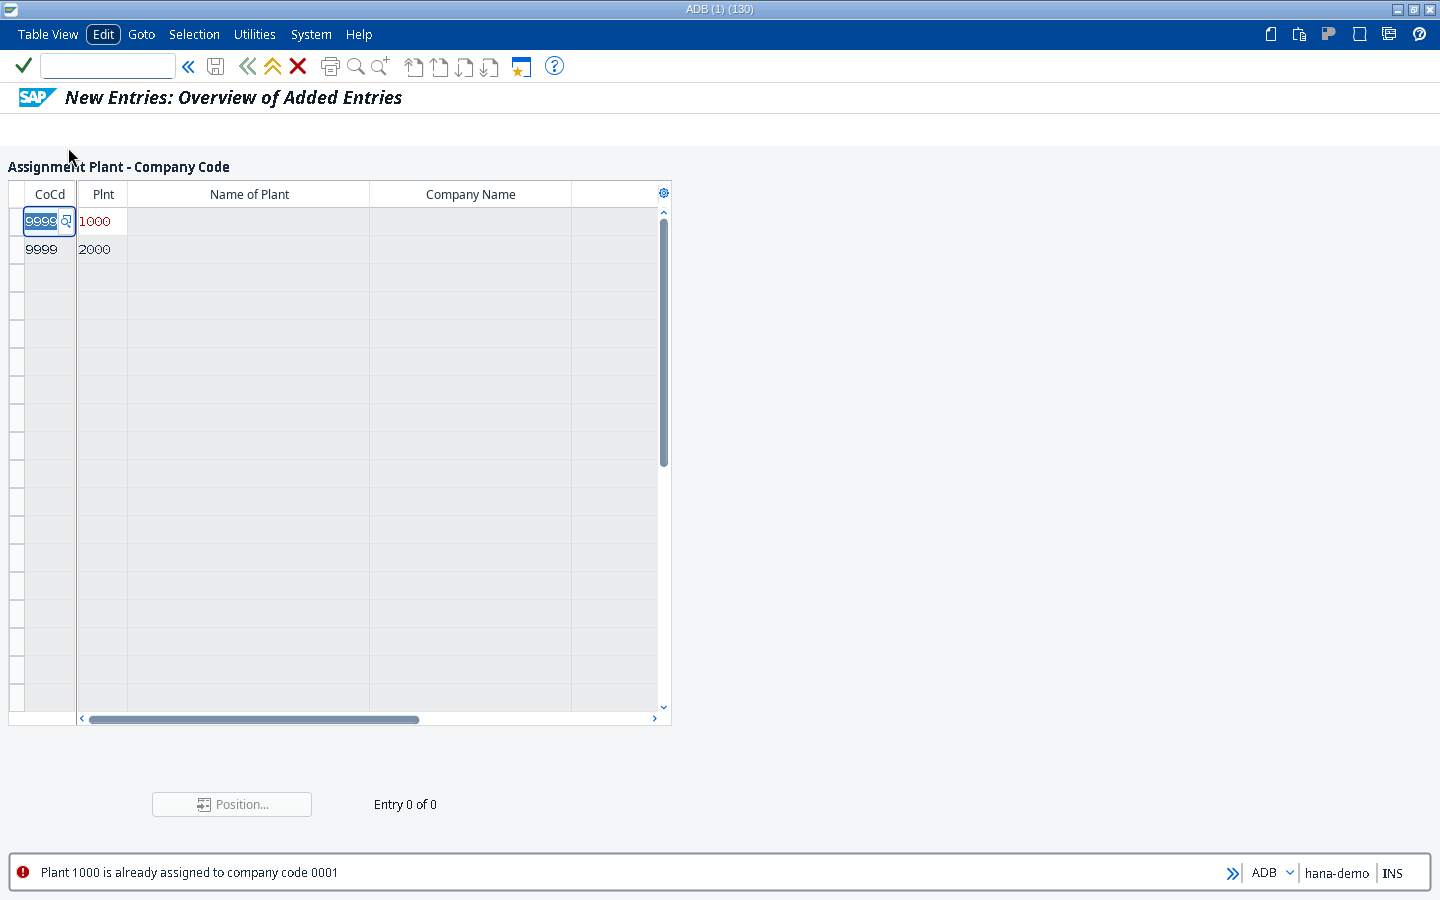 ADB (1) (130)
Table View Edit Goto Selection Utilities System Help
SAP New Entries: Overview of Added Entries
Assignment Plant - Company Code
CoCd Plnt Name of Plant Company Name
9999 1000
9999 2000
Position... Entry 0 of 0
Plant 1000 is already assigned to company code 0001 ADB hana-demo INS